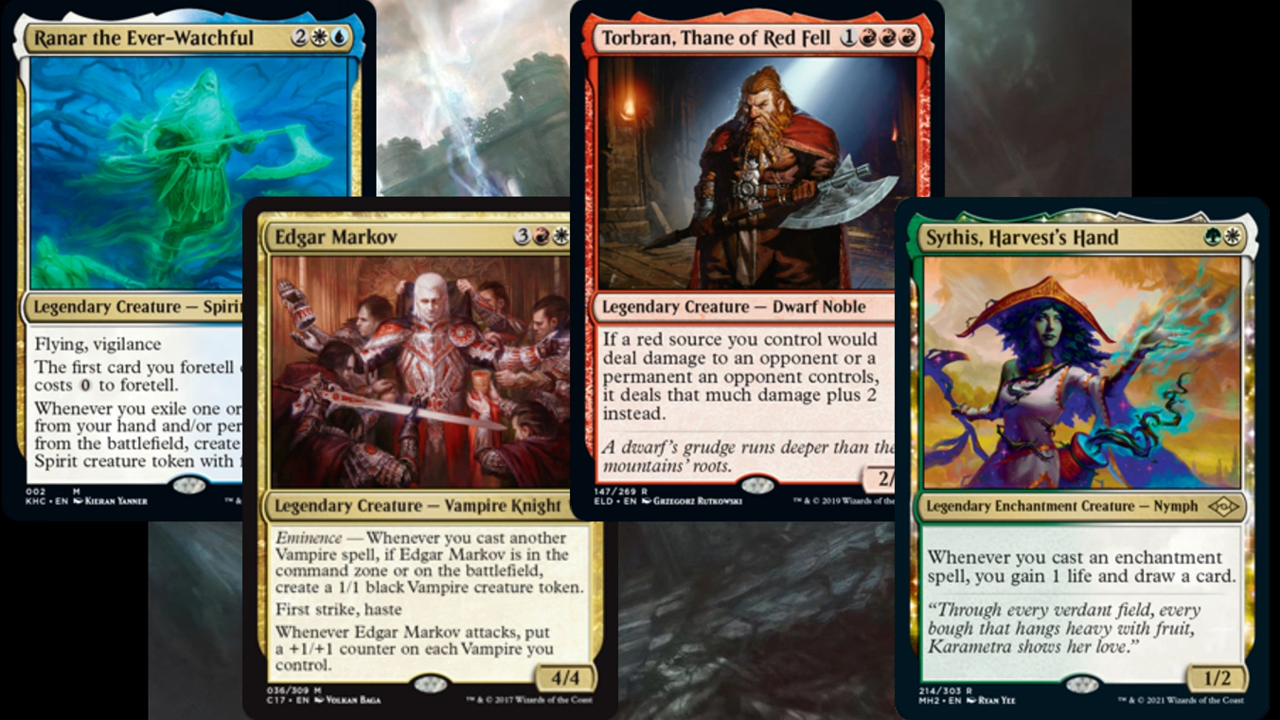 Ranar the Ever-Watchful 2
Legendary Creature —
Flying, vigilance
The first card you foretell
costs 0 to foretell.
Whenever you exile one or
from your hand and/or
from the battlefield, create
Spirit creature token with
002 M
KHC • EN KIERAN YANNER
Edgar Markov 3
Legendary Creature — Vampire Knight
Eminence — Whenever you cast another
Vampire spell, if Edgar Markov is in the
command zone or on the battlefield,
create a 1/1 black Vampire creature token.
First strike, haste
Whenever Edgar Markov attacks, put
a +1/+1 counter on each Vampire you
control.
4/4
036/309 M
C17 • EN VOLKAN BAGA
™ & © 2017 Wizards of the Coast
Torbran, Thane of Red Fell 1
Legendary Creature — Dwarf Noble
If a red source you control would
deal damage to an opponent or a
permanent an opponent controls,
it deals that much damage plus 2
instead.
A dwarf's grudge runs deeper than the
mountains' roots.
2/
147/269 R
ELD • EN GRZEGORZ RUTKOWSKI
™ & © 2019 Wizards of the
Sythis, Harvest's Hand
Legendary Enchantment Creature — Nymph
Whenever you cast an enchantment
spell, you gain 1 life and draw a card.
"Through every verdant field, every
bough that hangs heavy with fruit,
Karametra shows her love."
1/2
214/303 R
MH2 • EN RYAN YEE
™ & © 2021 Wizards of the Coast